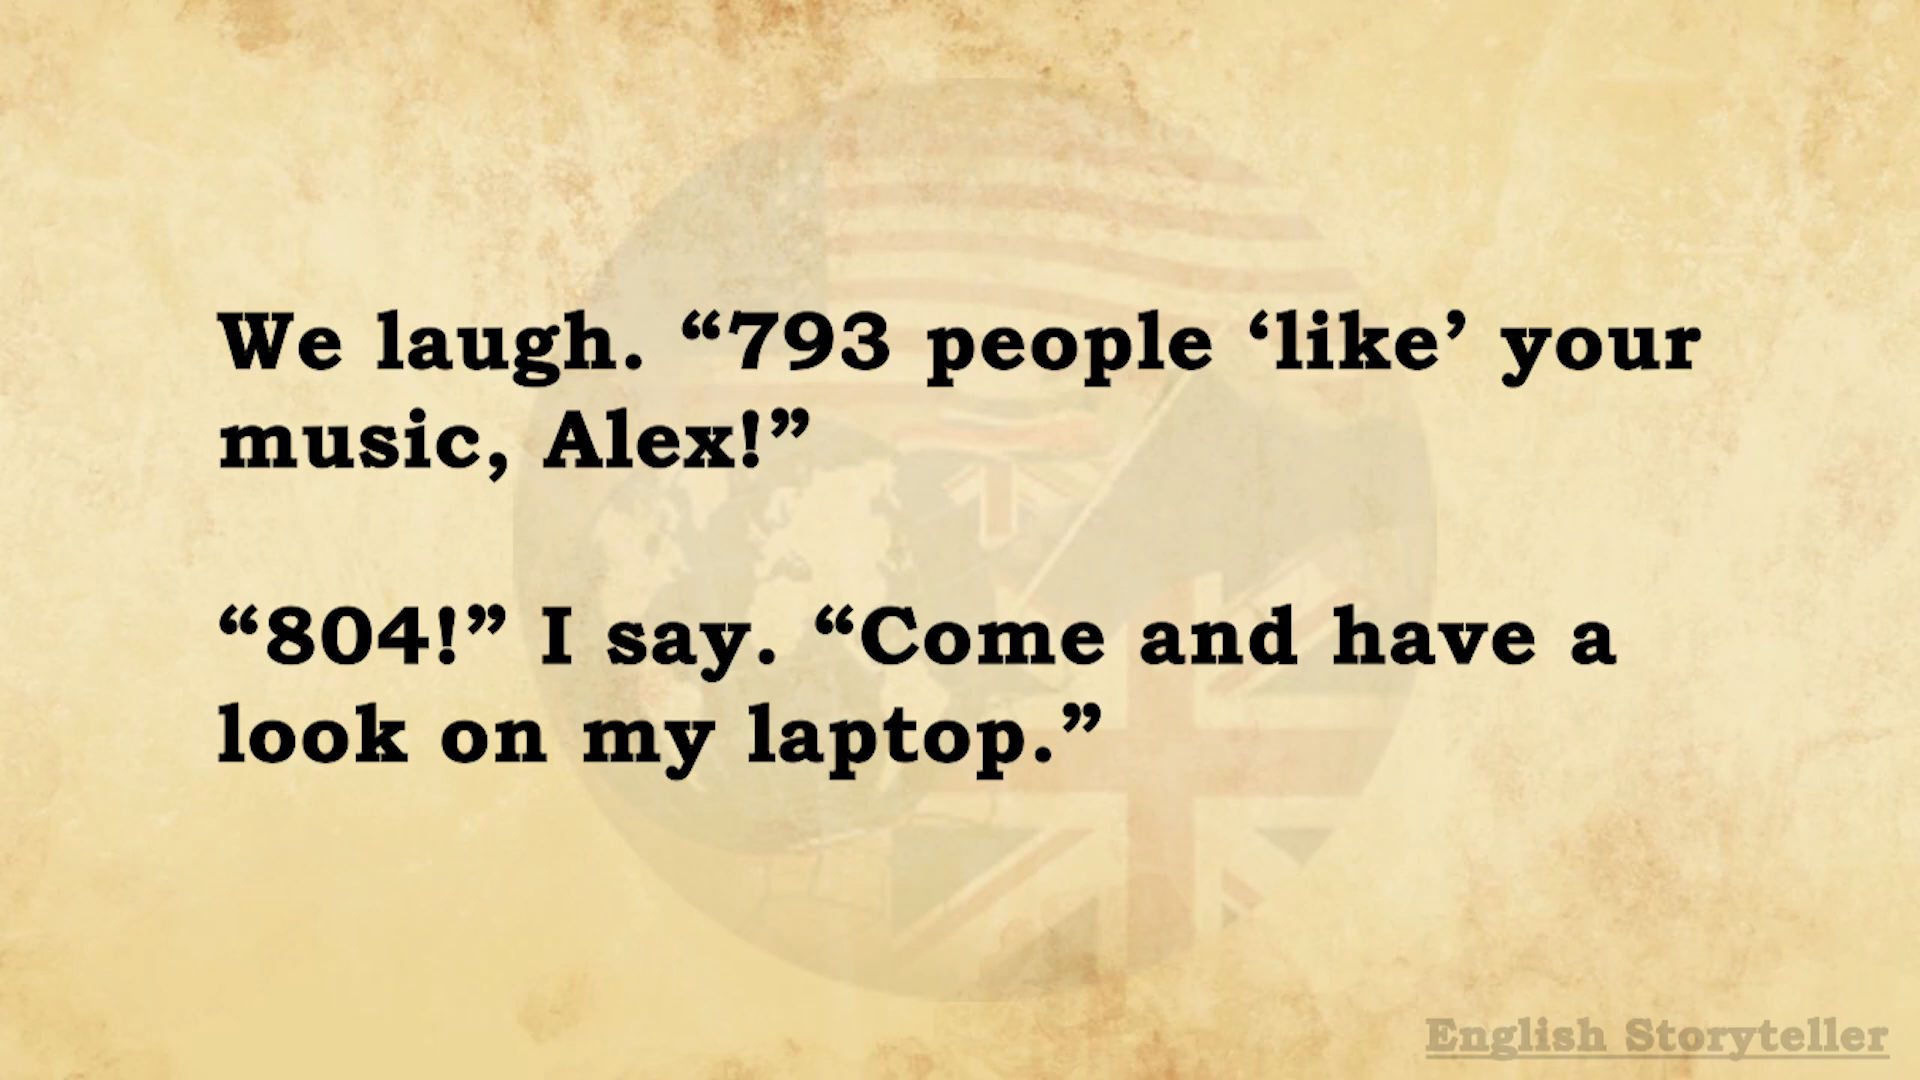 We laugh. “793 people ‘like’ your
music, Alex!”
“804!” I say. “Come and have a
look on my laptop.”
English Storyteller